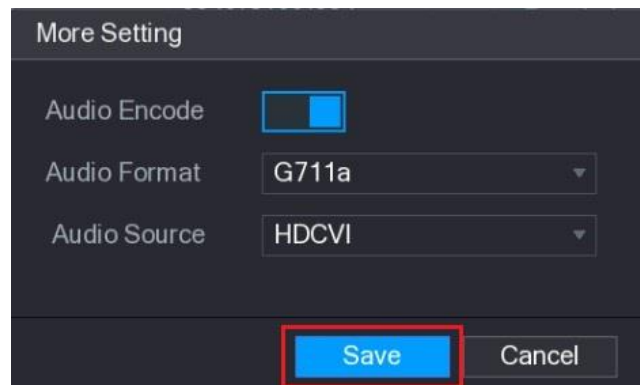 More Setting
Audio Encode
Audio Format G711a
Audio Source HDCVI
Save Cancel